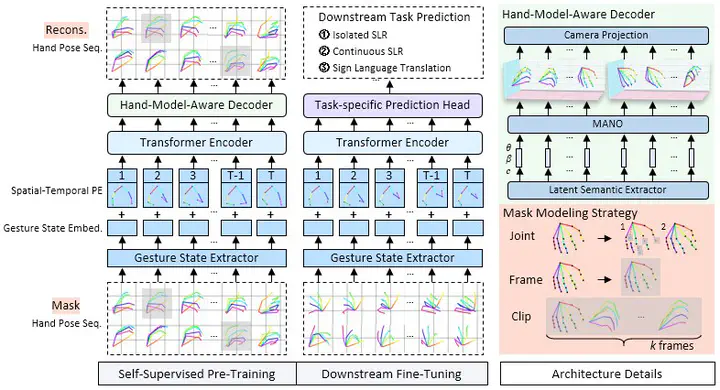 Recons.
Hand Pose Seq.
...
...
Hand-Model-Aware Decoder
...
Transformer Encoder
...
Spatial-Temporal PE
1 2 3 T-1 T
...
+ + + + +
Gesture State Embed.
...
Gesture State Extractor
...
Mask
Hand Pose Seq.
...
...
Self-Supervised Pre-Training
Downstream Task Prediction
① Isolated SLR
② Continuous SLR
③ Sign Language Translation
...
Task-specific Prediction Head
...
Transformer Encoder
...
1 2 3 T-1 T
...
+ + + + +
...
Gesture State Extractor
...
...
...
Downstream Fine-Tuning
Hand-Model-Aware Decoder
Camera Projection
... ...
... ...
MANO
... ...
θ
β
c
... ...
Latent Semantic Extractor
Mask Modeling Strategy
Joint
1 2
Frame
Clip
...
k frames
Architecture Details